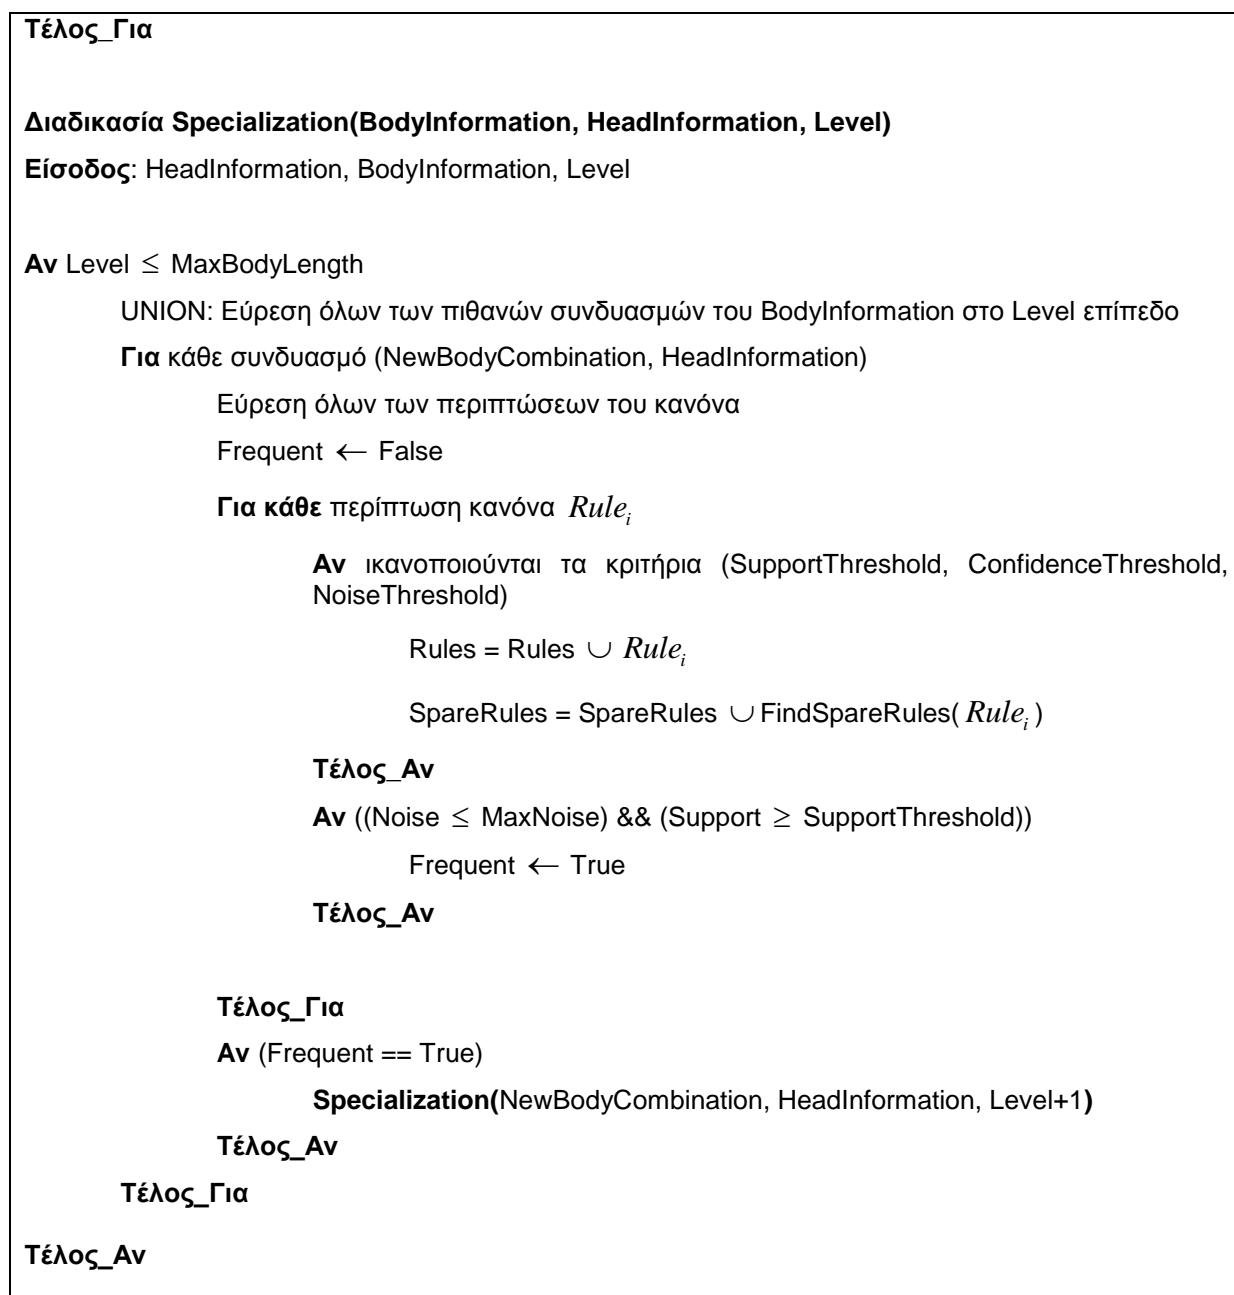 Τέλος_Για
Διαδικασία Specialization(BodyInformation, HeadInformation, Level)
Είσοδος: HeadInformation, BodyInformation, Level
Αν Level ≤ MaxBodyLength
UNION: Εύρεση όλων των πιθανών συνδυασμών του BodyInformation στο Level επίπεδο
Για κάθε συνδυασμό (NewBodyCombination, HeadInformation)
Εύρεση όλων των περιπτώσεων του κανόνα
Frequent ← False
Για κάθε περίπτωση κανόνα Rule_i
Αν ικανοποιούνται τα κριτήρια (SupportThreshold, ConfidenceThreshold,
NoiseThreshold)
Rules = Rules ∪ Rule_i
SpareRules = SpareRules ∪ FindSpareRules( Rule_i )
Τέλος_Αν
Αν ((Noise ≤ MaxNoise) && (Support ≥ SupportThreshold))
Frequent ← True
Τέλος_Αν
Τέλος_Για
Αν (Frequent == True)
Specialization(NewBodyCombination, HeadInformation, Level+1)
Τέλος_Αν
Τέλος_Για
Τέλος_Αν